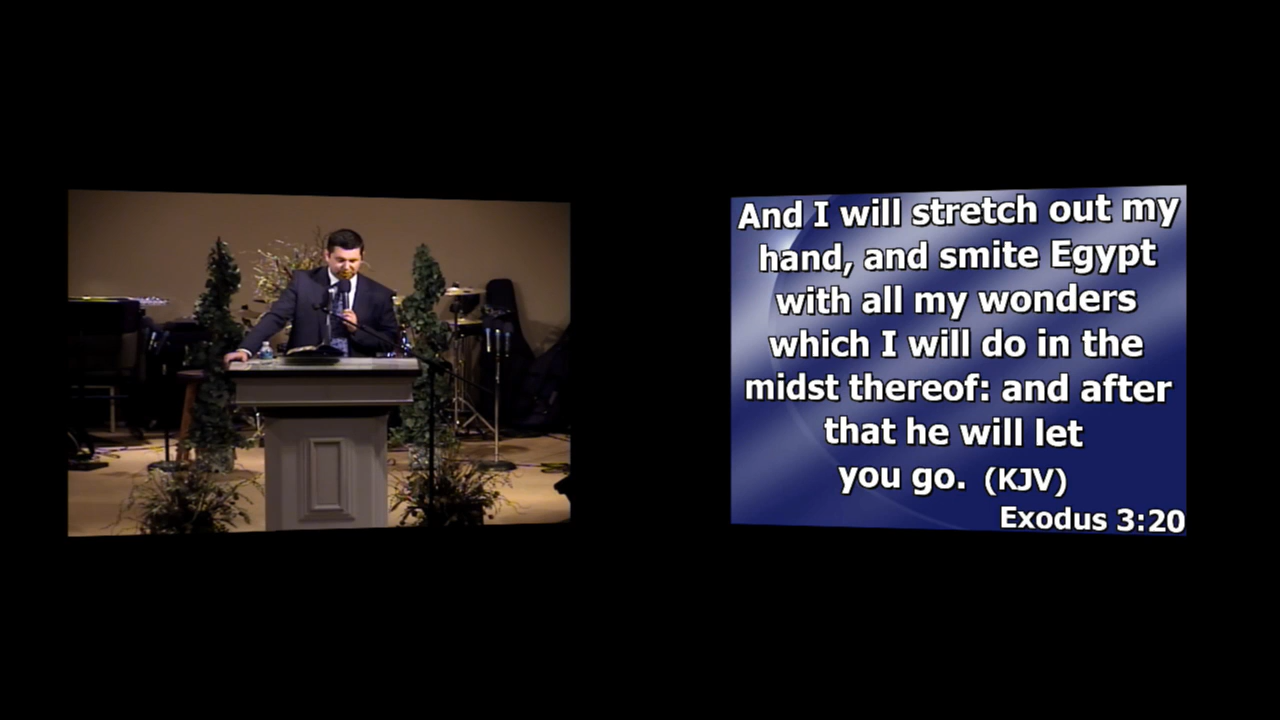 And I will stretch out my
hand, and smite Egypt
with all my wonders
which I will do in the
midst thereof: and after
that he will let
you go. (KJV)
Exodus 3:20